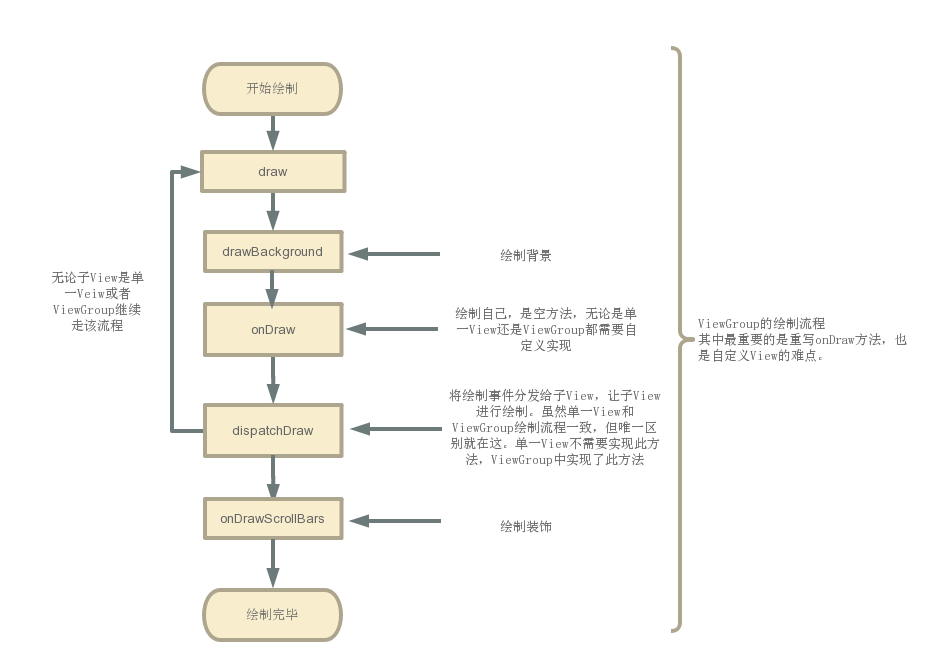 开始绘制
draw
drawBackground
绘制背景
无论子View是单
一Veiw或者
ViewGroup继续
走该流程
onDraw
绘制自己，是空方法，无论是单
一View还是ViewGroup都需要自
定义实现
ViewGroup的绘制流程
其中最重要的是重写onDraw方法，也
是自定义View的难点。
dispatchDraw
将绘制事件分发给子View，让子View
进行绘制。虽然单一View和
ViewGroup绘制流程一致，但唯一区
别就在这。单一View不需要实现此方
法，ViewGroup中实现了此方法
onDrawScrollBars
绘制装饰
绘制完毕